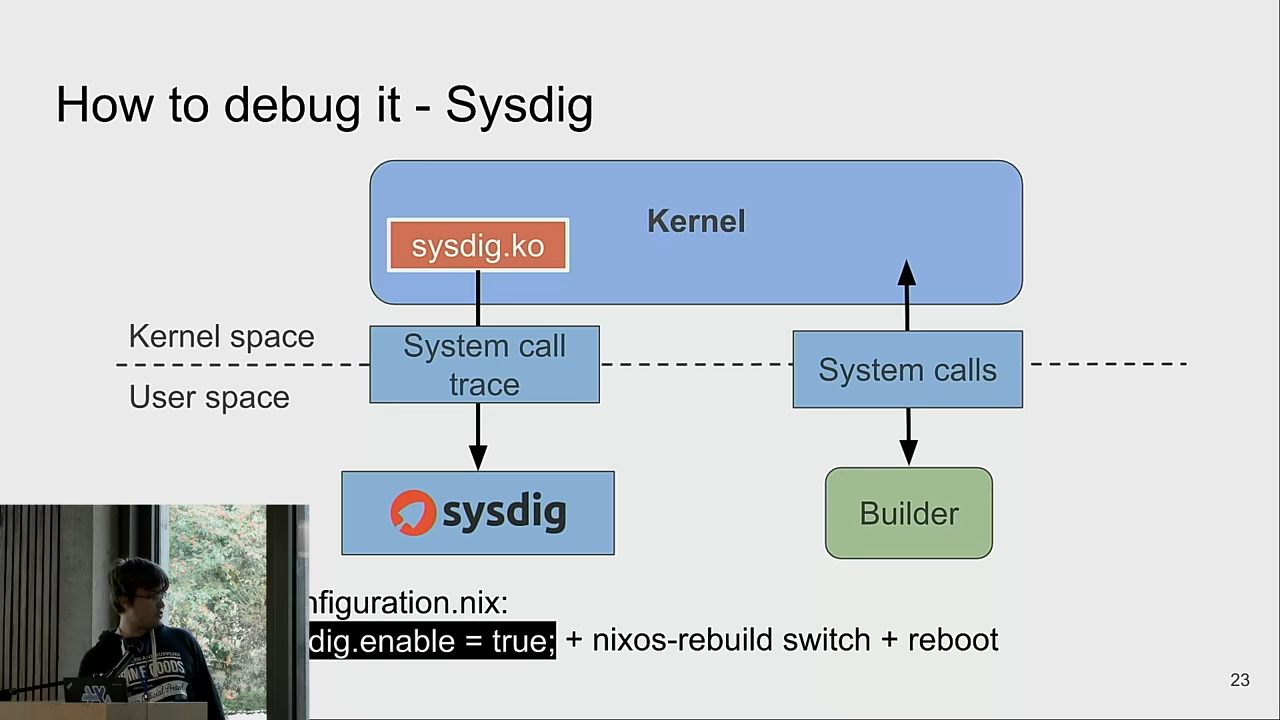 How to debug it - Sysdig
Kernel
sysdig.ko
Kernel space
System call
trace
System calls
User space
sysdig
Builder
nfiguration.nix:
dig.enable = true; + nixos-rebuild switch + reboot
GOODS
23